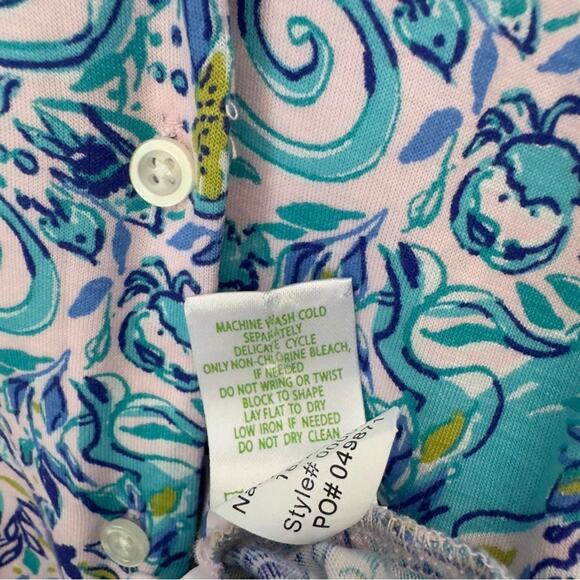 MACHINE WASH COLD
SEPARATELY
DELICATE CYCLE
ONLY NON-CHLORINE BLEACH,
IF NEEDED
DO NOT WRING OR TWIST
BLOCK TO SHAPE
LAY FLAT TO DRY
LOW IRON IF NEEDED
DO NOT DRY CLEAN
Style#
PO#